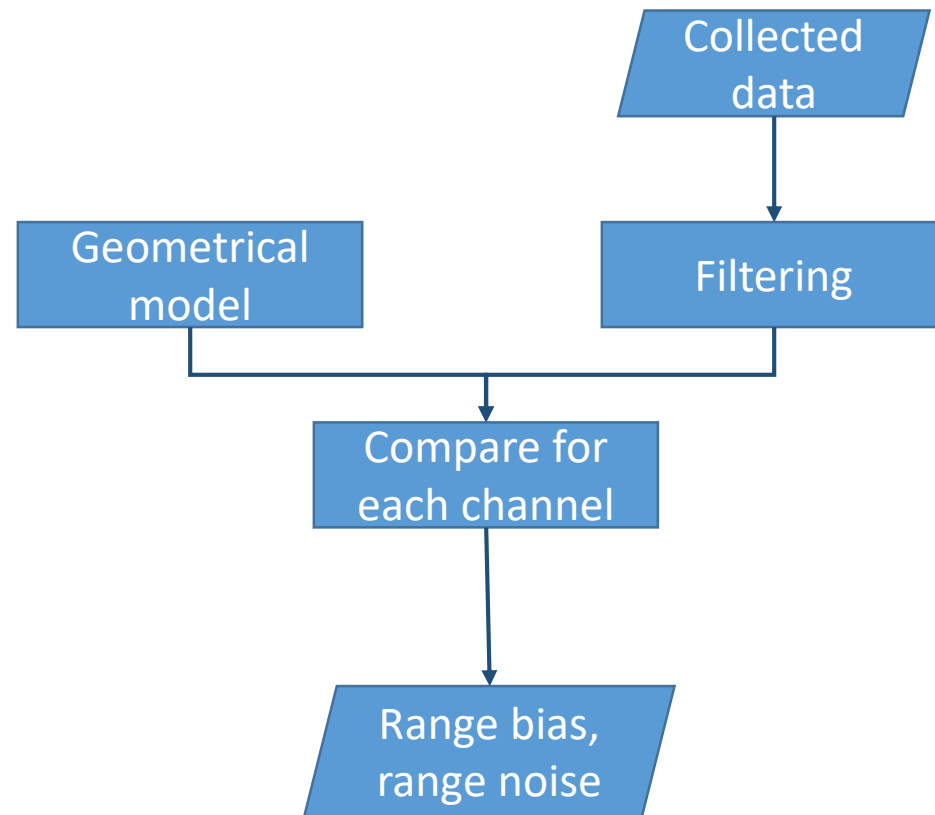 Collected
data
Geometrical
model
Filtering
Compare for
each channel
Range bias,
range noise